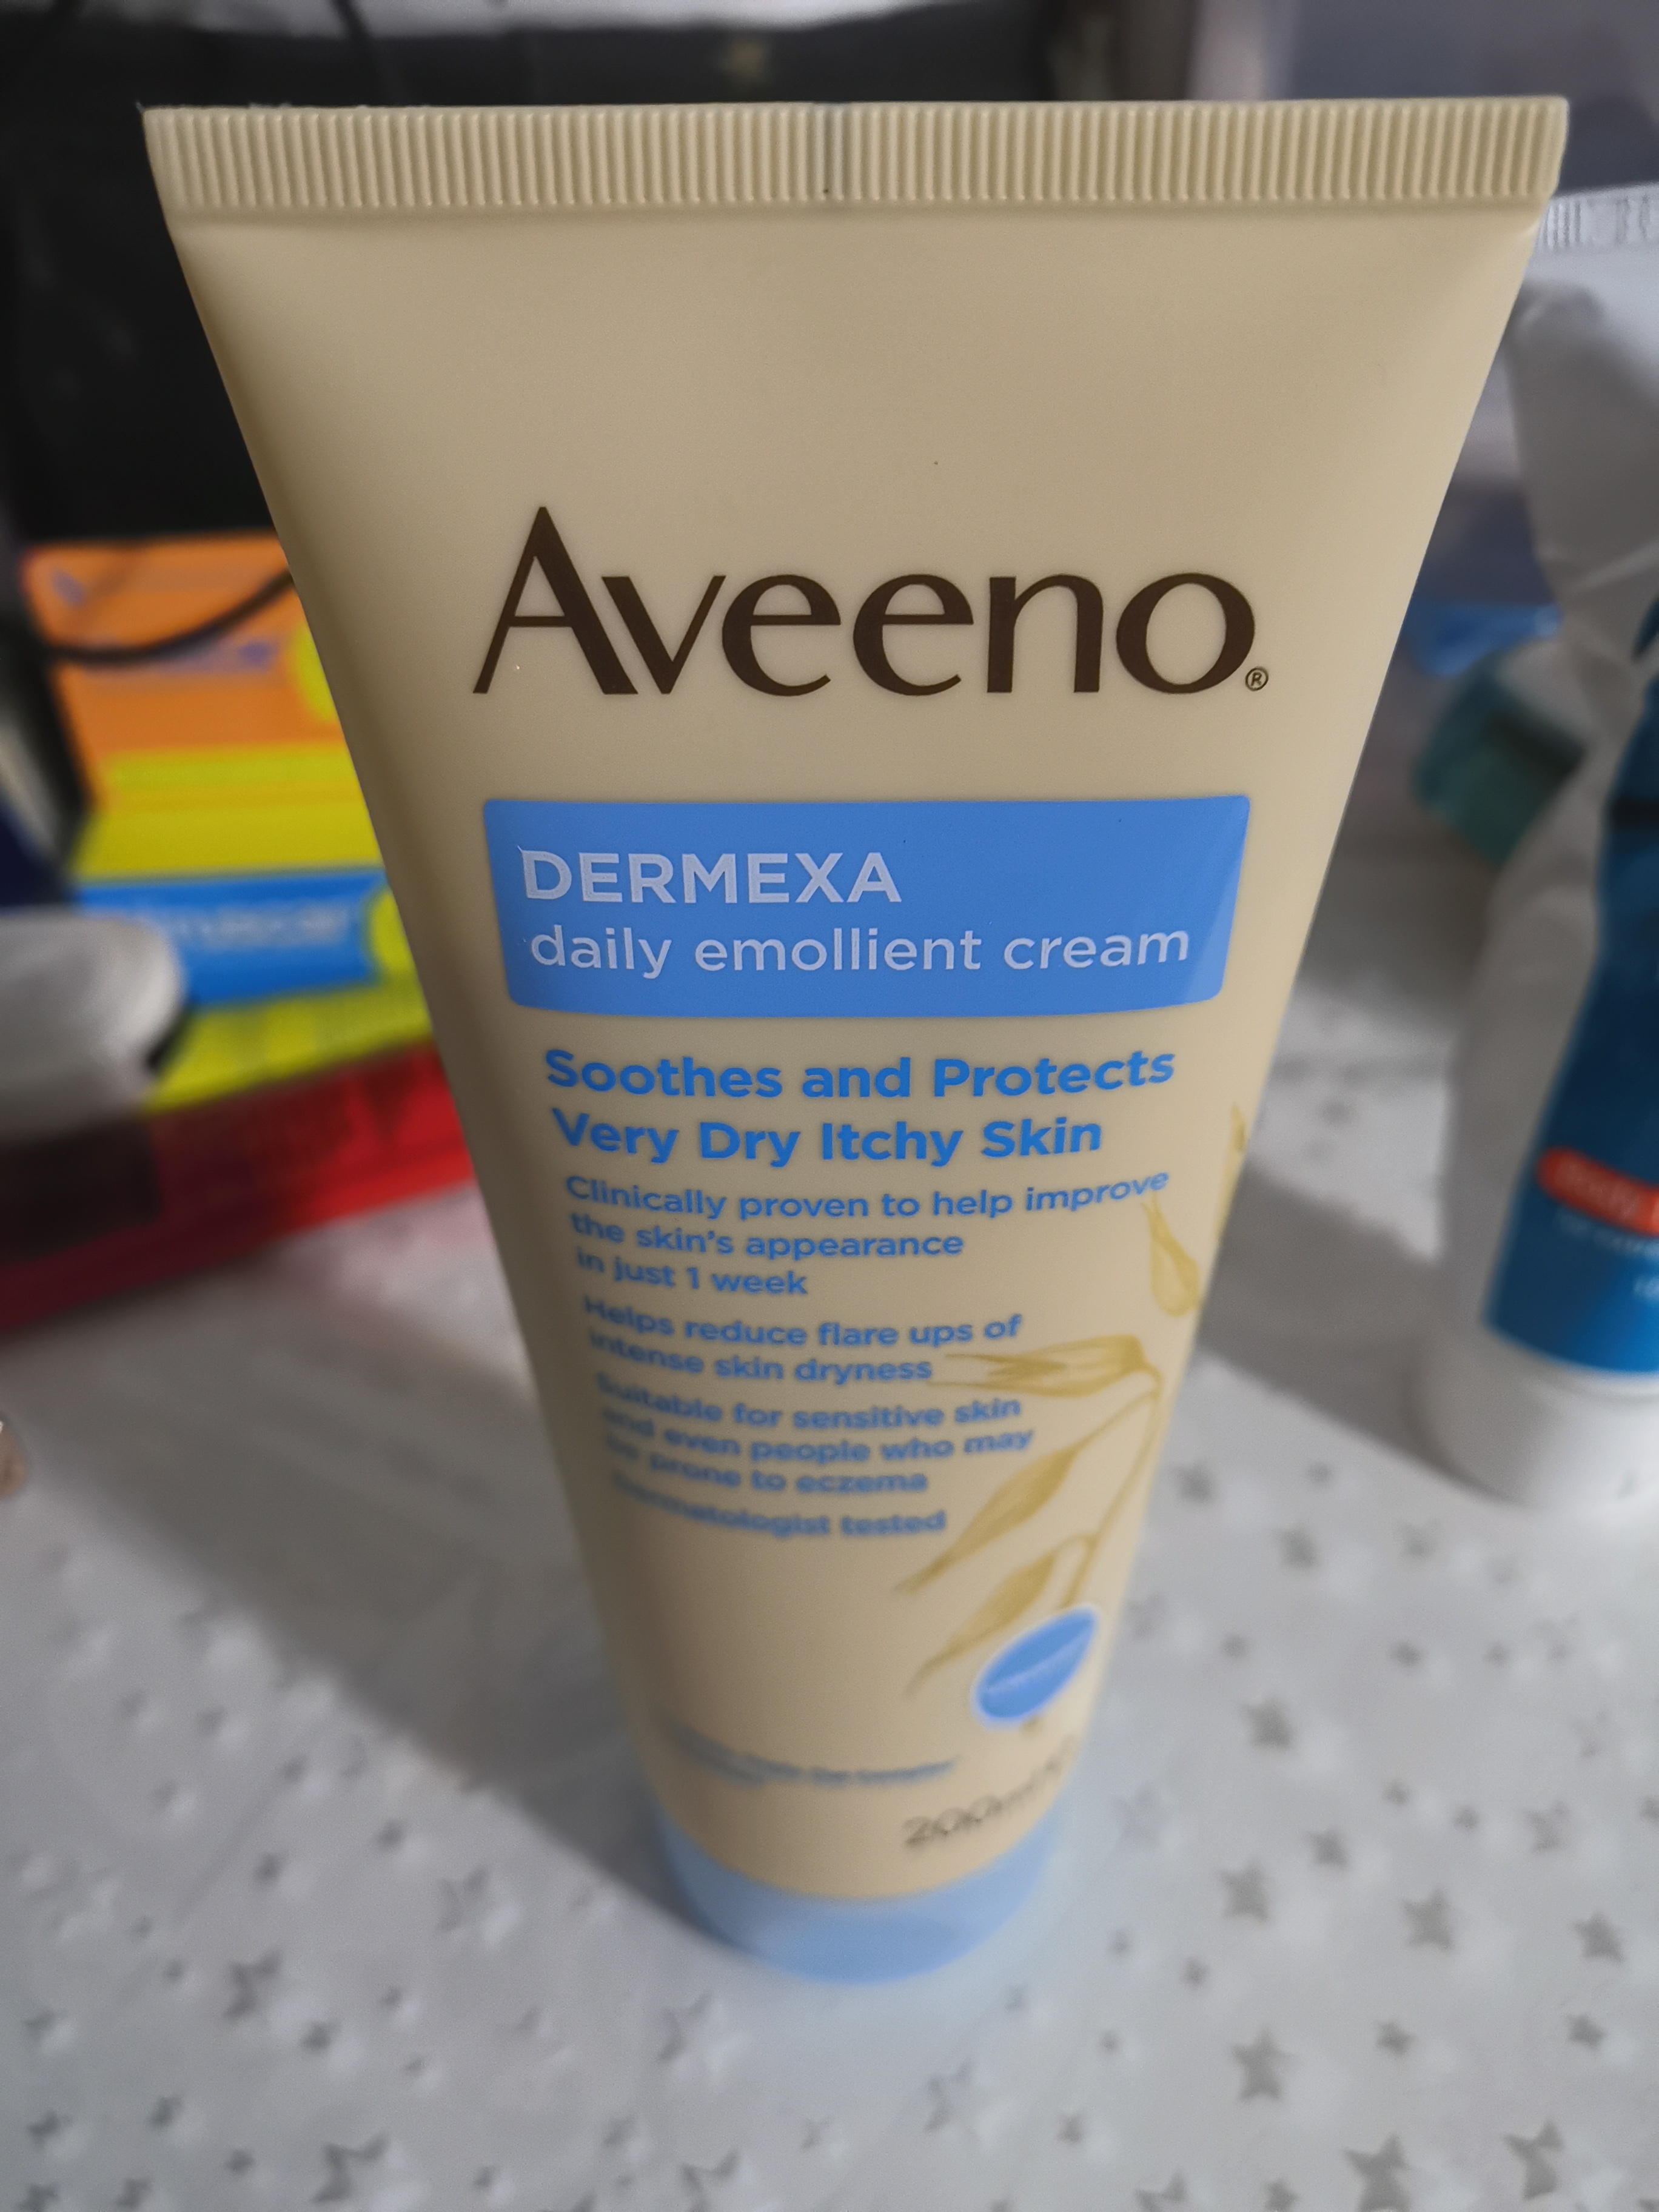 Aveeno®
DERMEXA
daily emollient cream
Soothes and Protects
Very Dry Itchy Skin
Clinically proven to help improve
the skin's appearance
in just 1 week
Helps reduce flare ups of
intense skin dryness
Suitable for sensitive skin
and even people who may
be prone to eczema
Dermatologist tested
200ml